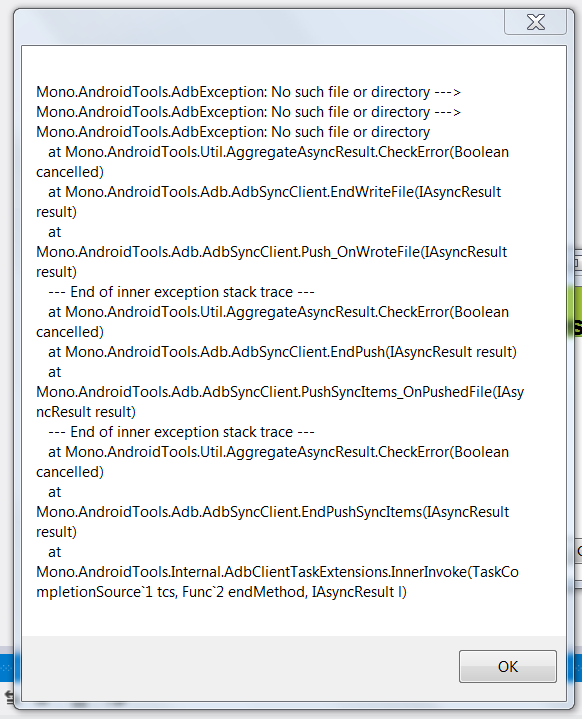 Mono.AndroidTools.AdbException: No such file or directory --->
Mono.AndroidTools.AdbException: No such file or directory --->
Mono.AndroidTools.AdbException: No such file or directory
at Mono.AndroidTools.Util.AggregateAsyncResult.CheckError(Boolean
cancelled)
at Mono.AndroidTools.Adb.AdbSyncClient.EndWriteFile(IAsyncResult
result)
at
Mono.AndroidTools.Adb.AdbSyncClient.Push_OnWroteFile(IAsyncResult
result)
--- End of inner exception stack trace ---
at Mono.AndroidTools.Util.AggregateAsyncResult.CheckError(Boolean
cancelled)
at Mono.AndroidTools.Adb.AdbSyncClient.EndPush(IAsyncResult result)
at
Mono.AndroidTools.Adb.AdbSyncClient.PushSyncItems_OnPushedFile(IAsy
ncResult result)
--- End of inner exception stack trace ---
at Mono.AndroidTools.Util.AggregateAsyncResult.CheckError(Boolean
cancelled)
at
Mono.AndroidTools.Adb.AdbSyncClient.EndPushSyncItems(IAsyncResult
result)
at
Mono.AndroidTools.Internal.AdbClientTaskExtensions.InnerInvoke(TaskCo
mpletionSource`1 tcs, Func`2 endMethod, IAsyncResult l)
OK